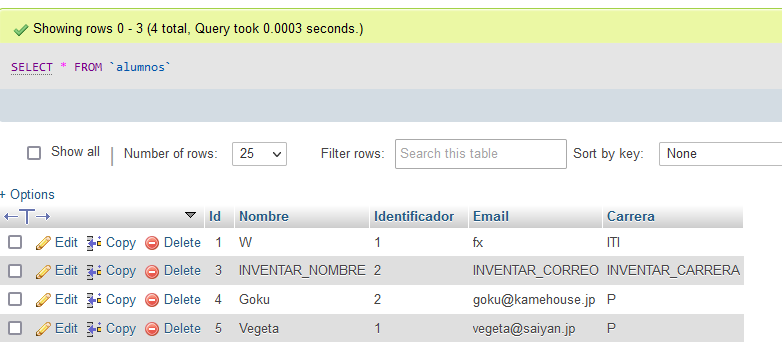 Showing rows 0 - 3 (4 total, Query took 0.0003 seconds.)
SELECT * FROM `alumnos`
Show all | Number of rows: 25 Filter rows: Search this table Sort by key: None
+ Options
←T→ Id Nombre Identificador Email Carrera
Edit Copy Delete 1 W 1 fx ITI
Edit Copy Delete 3 INVENTAR_NOMBRE 2 INVENTAR_CORREO INVENTAR_CARRERA
Edit Copy Delete 4 Goku 2 goku@kamehouse.jp P
Edit Copy Delete 5 Vegeta 1 vegeta@saiyan.jp P